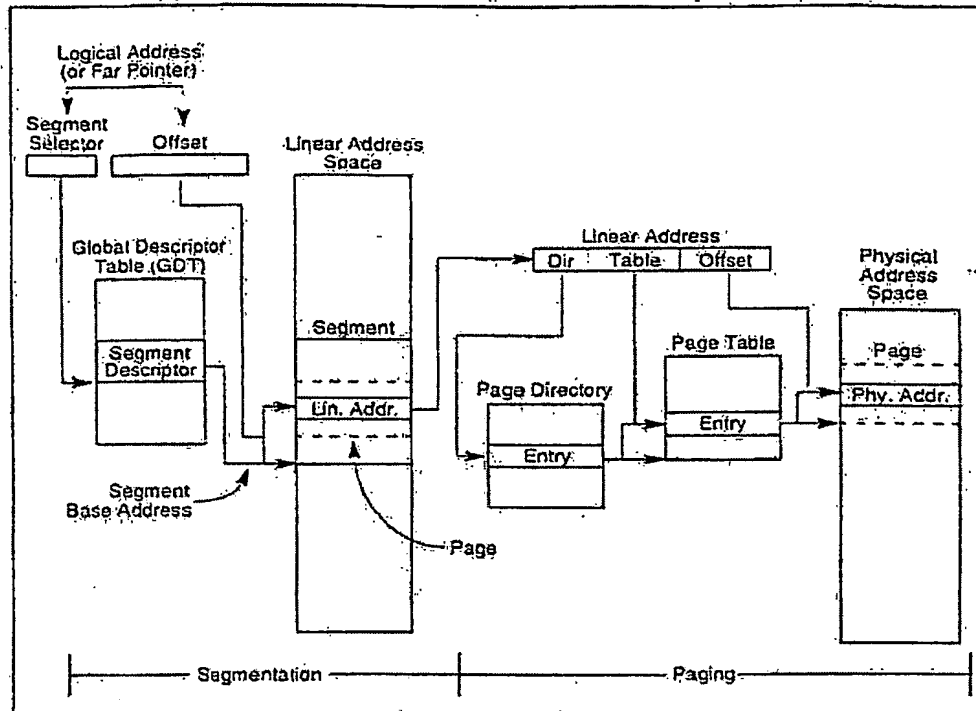 Logical Address
(or Far Pointer)
Segment
Selector
Offset
Linear Address
Space
Global Descriptor
Table (GDT)
Segment
Descriptor
Segment
Lin. Addr.
Segment
Base Address
Page
Linear Address
Dir
Table
Offset
Page Directory
Entry
Page Table
Entry
Physical
Address
Space
Page
Phy. Addr.
Segmentation
Paging